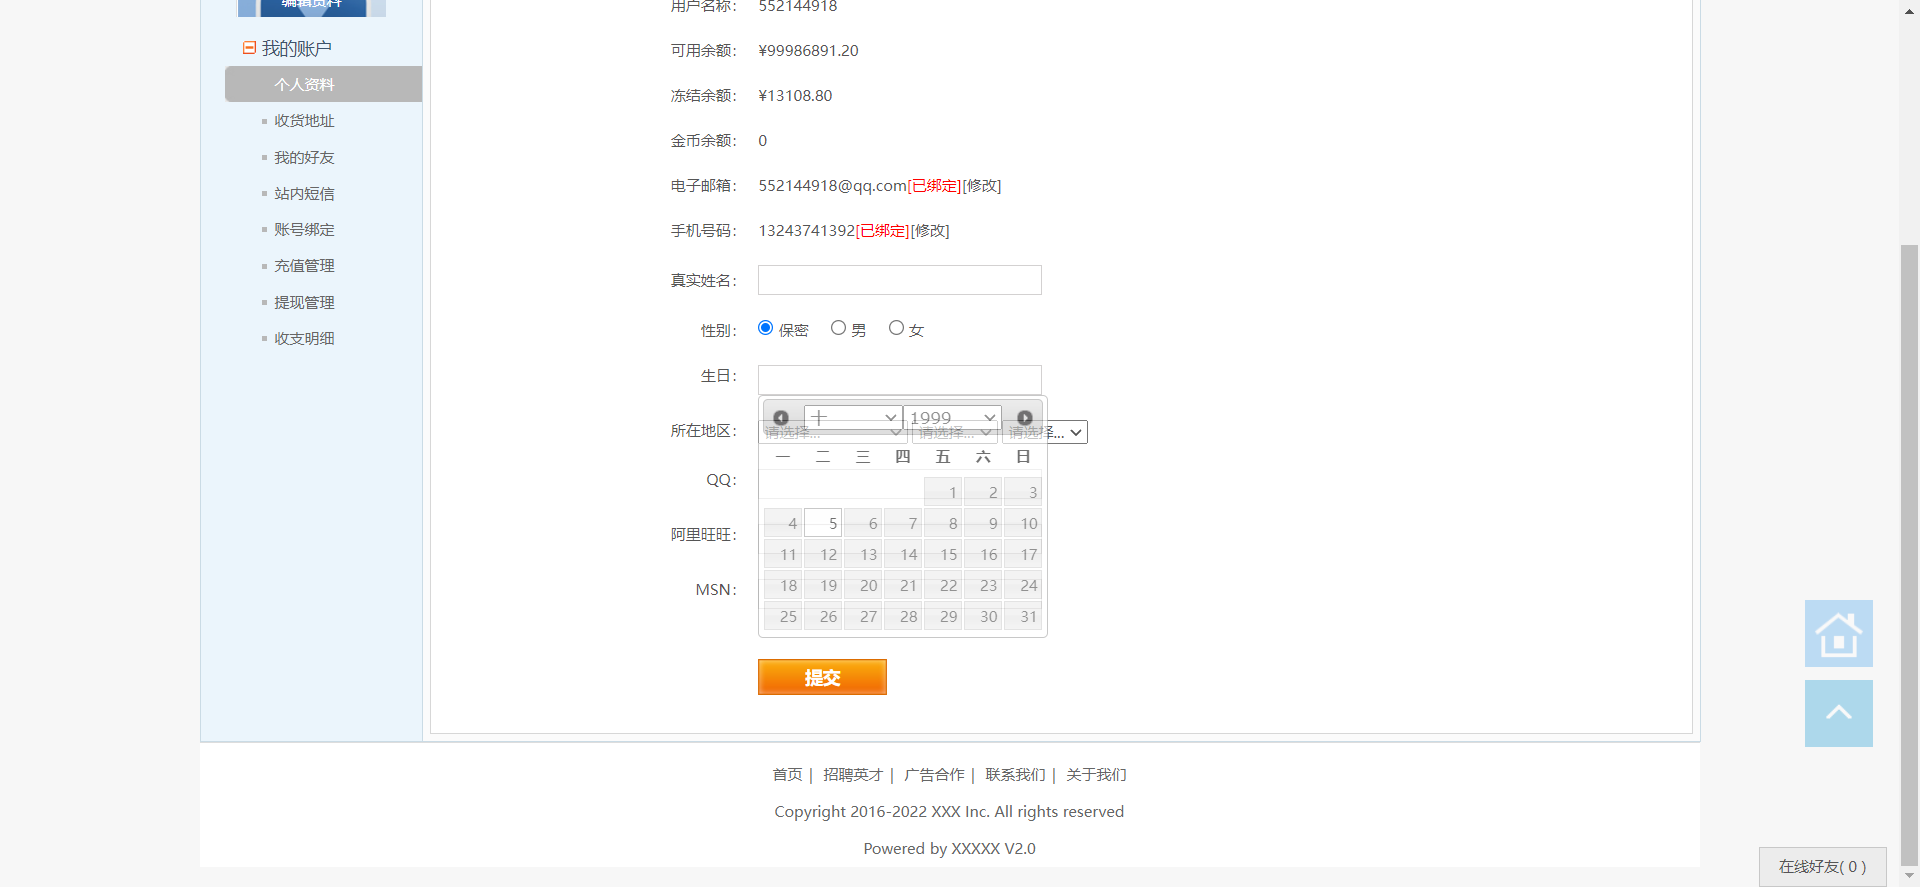 编辑资料
我的账户
个人资料
收货地址
我的好友
站内短信
账号绑定
充值管理
提现管理
收支明细
用户名称： 552144918
可用余额： ¥99986891.20
冻结余额： ¥13108.80
金币余额： 0
电子邮箱： 552144918@qq.com[已绑定][修改]
手机号码： 13243741392[已绑定][修改]
真实姓名：
性别： 保密 男 女
生日：
十 1999
所在地区： 请选择... 请选择... 请选择...
一 二 三 四 五 六 日
QQ：
1 2 3
4 5 6 7 8 9 10
阿里旺旺：
11 12 13 14 15 16 17
MSN：
18 19 20 21 22 23 24
25 26 27 28 29 30 31
提交
首页 | 招聘英才 | 广告合作 | 联系我们 | 关于我们
Copyright 2016-2022 XXX Inc. All rights reserved
Powered by XXXXX V2.0
在线好友( 0 )